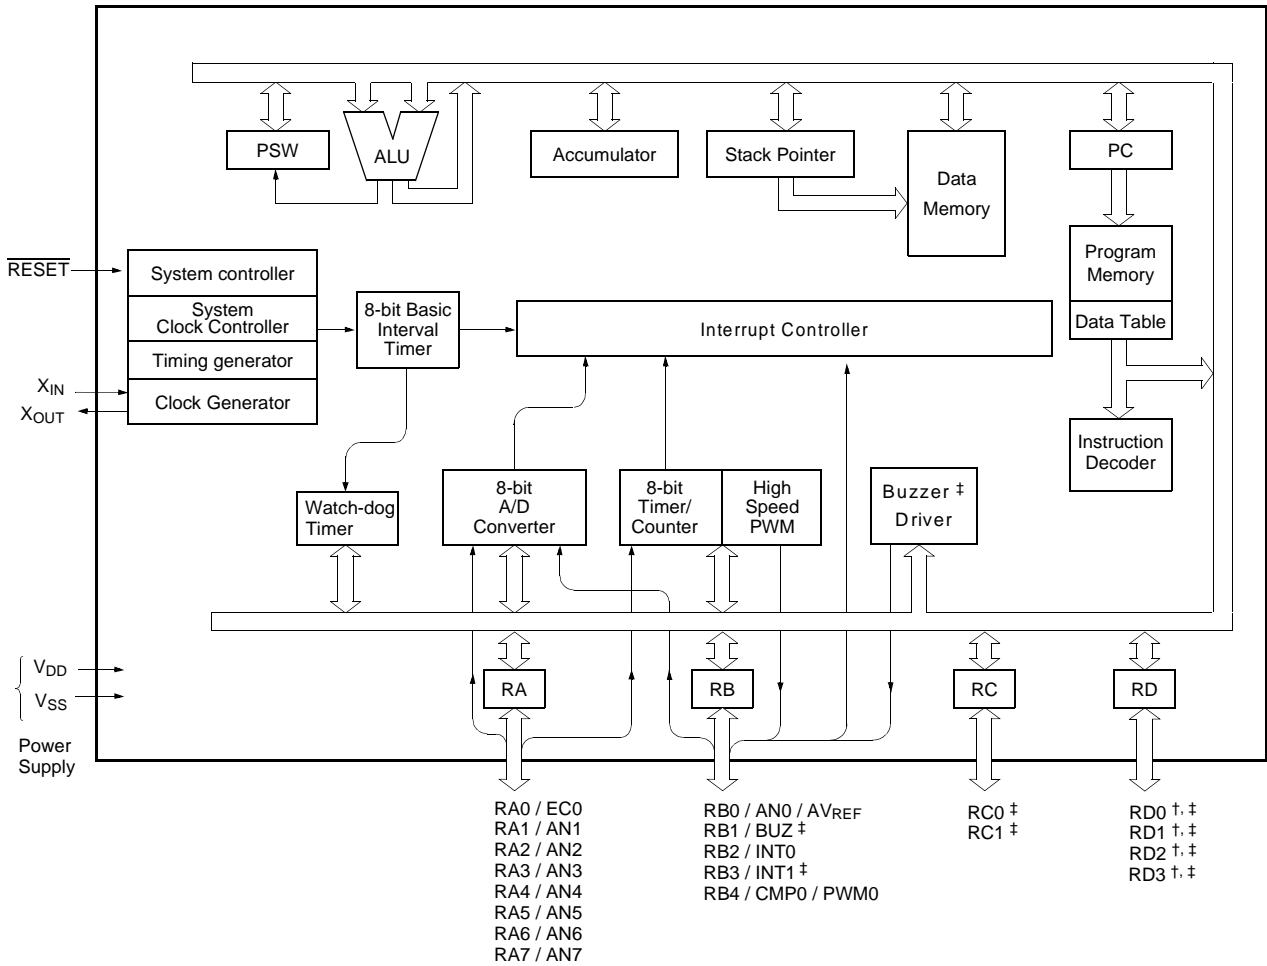 PSW
ALU
Accumulator
Stack Pointer
Data
Memory
PC
Program
Memory
Data Table
Instruction
Decoder
RESET
System controller
System
Clock Controller
Timing generator
Clock Generator
XIN
XOUT
8-bit Basic
Interval
Timer
Interrupt Controller
Watch-dog
Timer
8-bit
A/D
Converter
8-bit
Timer/
Counter
High
Speed
PWM
Buzzer ‡
Driver
VDD
VSS
Power
Supply
RA
RB
RC
RD
RA0 / EC0
RA1 / AN1
RA2 / AN2
RA3 / AN3
RA4 / AN4
RA5 / AN5
RA6 / AN6
RA7 / AN7
RB0 / AN0 / AVREF
RB1 / BUZ ‡
RB2 / INT0
RB3 / INT1 ‡
RB4 / CMP0 / PWM0
RC0 ‡
RC1 ‡
RD0 †, ‡
RD1 †, ‡
RD2 †, ‡
RD3 †, ‡